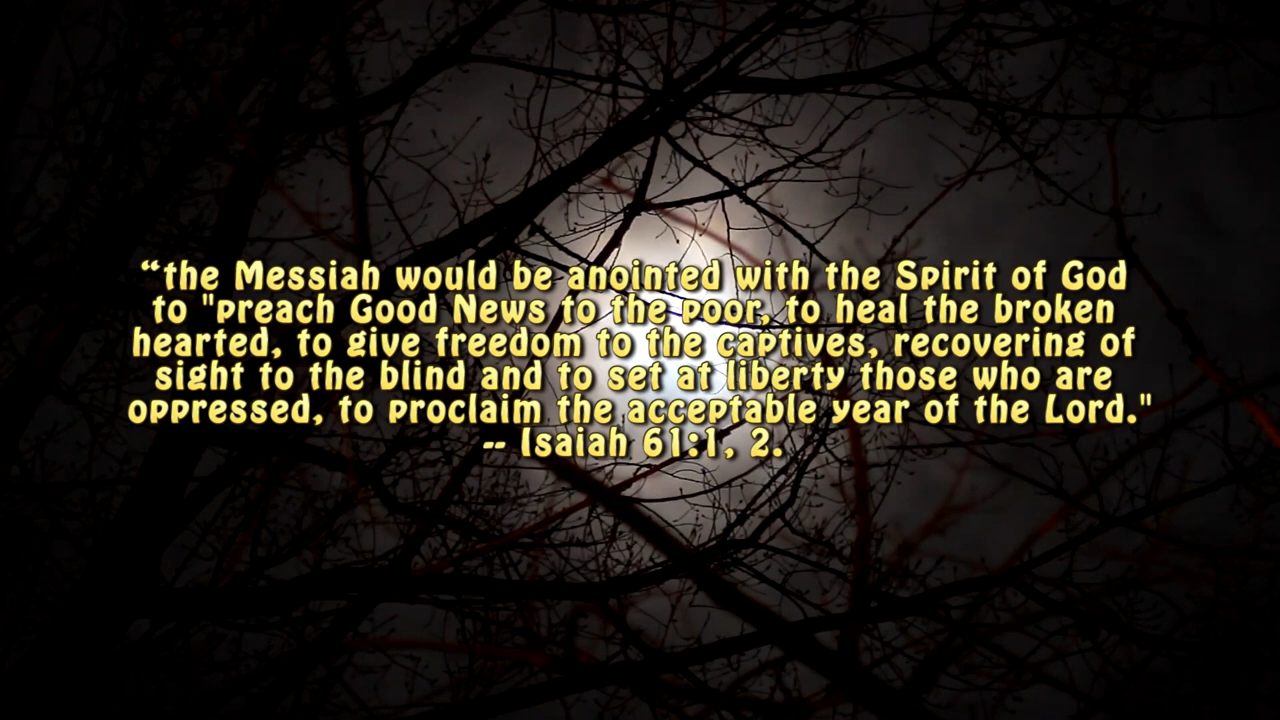 “the Messiah would be anointed with the Spirit of God
to "preach Good News to the poor, to heal the broken
hearted, to give freedom to the captives, recovering of
sight to the blind and to set at liberty those who are
oppressed, to proclaim the acceptable year of the Lord."
-- Isaiah 61:1, 2.